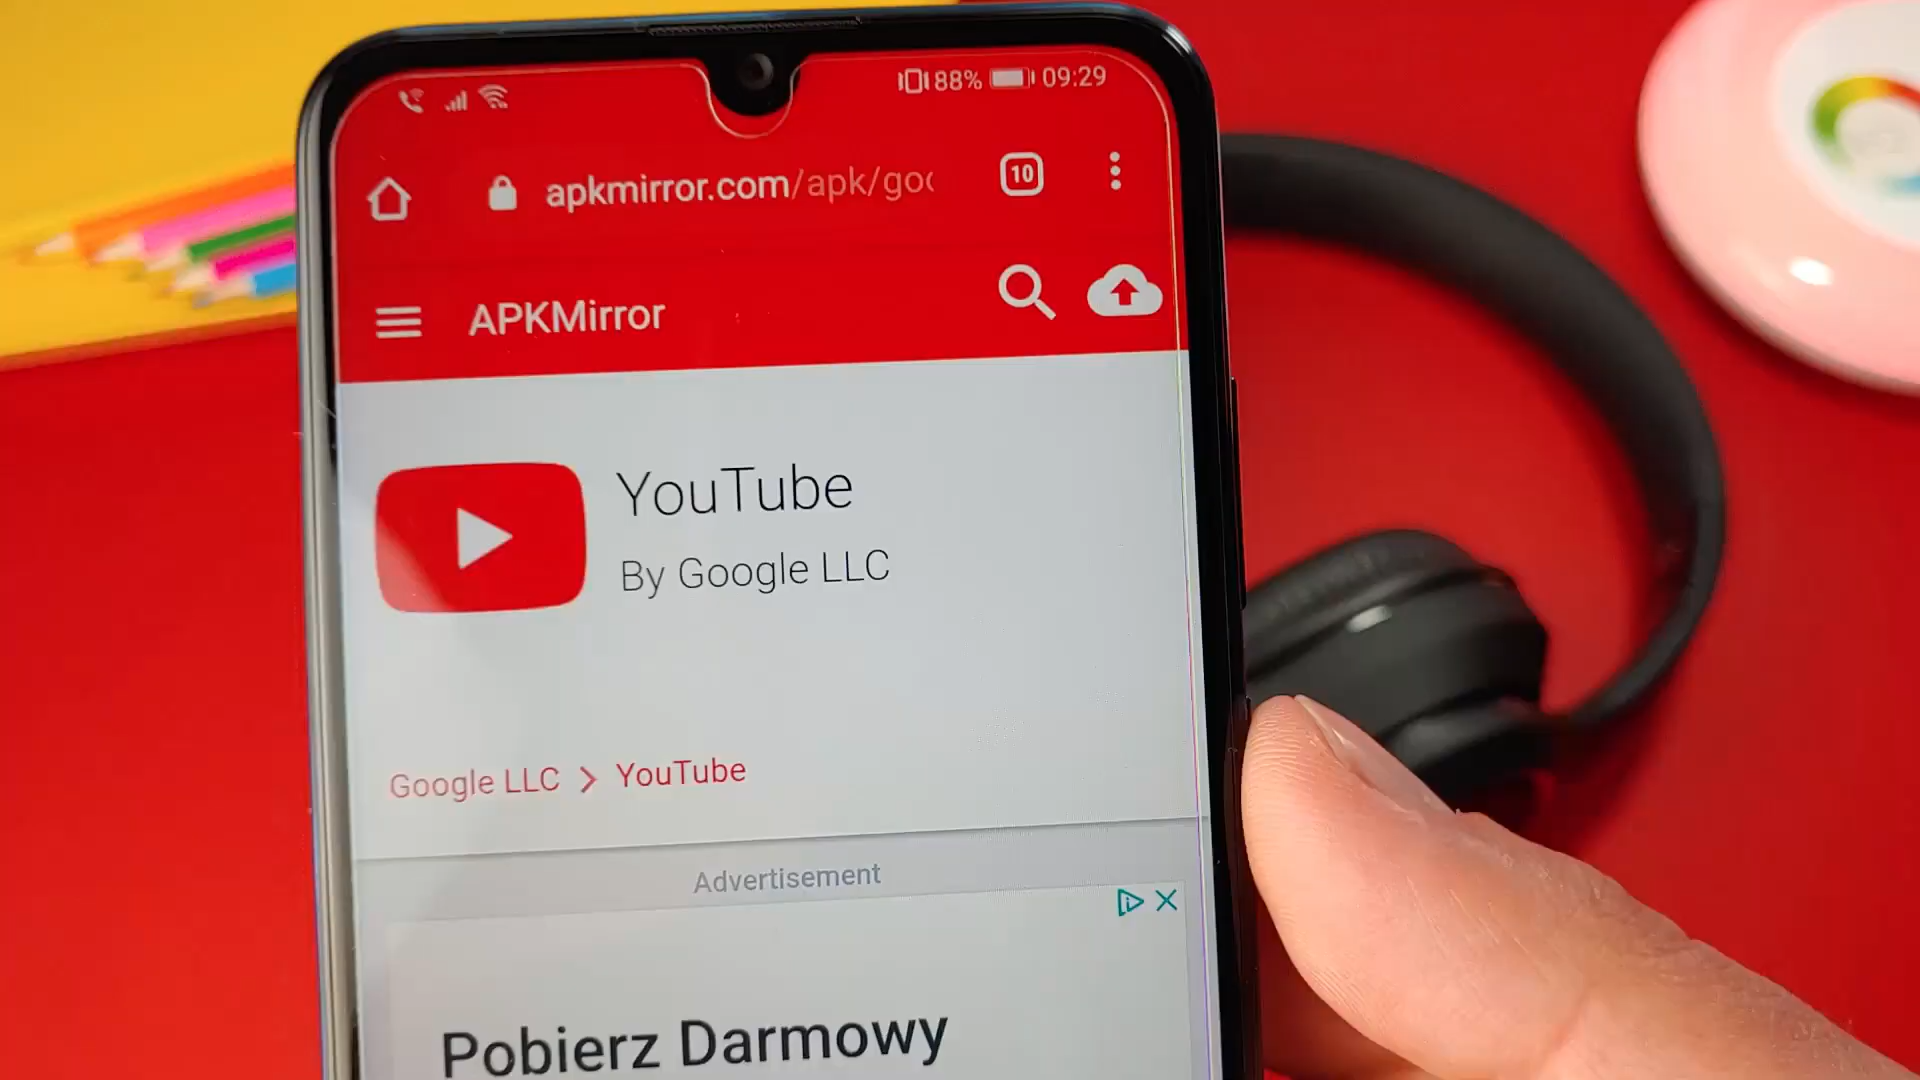 88% 09:29
apkmirror.com/apk/goo
10
APKMirror
YouTube
By Google LLC
Google LLC > YouTube
Advertisement
Pobierz Darmowy